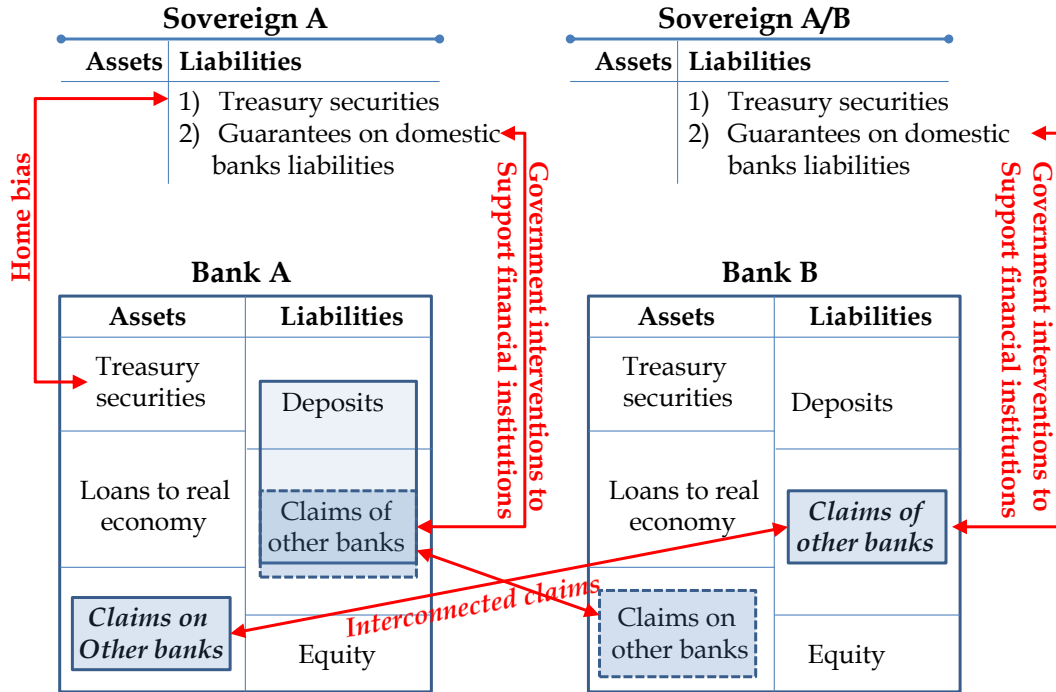 Sovereign A
Assets
Liabilities
1) Treasury securities
2) Guarantees on domestic
banks liabilities
Sovereign A/B
Assets
Liabilities
1) Treasury securities
2) Guarantees on domestic
banks liabilities
Home bias
Government interventions to
Support financial institutions
Government interventions to
Support financial institutions
Bank A
Assets
Liabilities
Treasury
securities
Deposits
Loans to real
economy
Claims of
other banks
Claims on
Other banks
Equity
Interconnected claims
Bank B
Assets
Liabilities
Treasury
securities
Deposits
Loans to real
economy
Claims of
other banks
Claims on
other banks
Equity